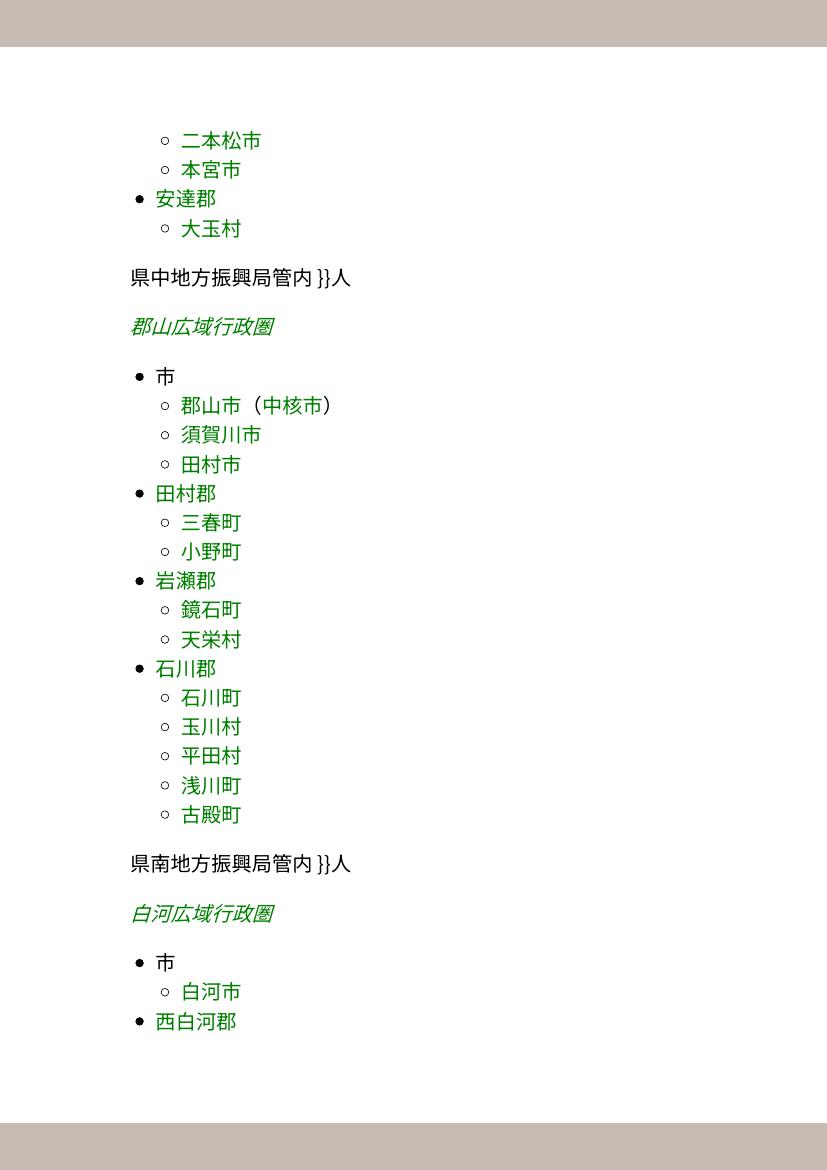 二本松市
本宮市
安達郡
大玉村
県中地方振興局管内 }}人
郡山広域行政圏
市
郡山市（中核市）
須賀川市
田村市
田村郡
三春町
小野町
岩瀬郡
鏡石町
天栄村
石川郡
石川町
玉川村
平田村
浅川町
古殿町
県南地方振興局管内 }}人
白河広域行政圏
市
白河市
西白河郡